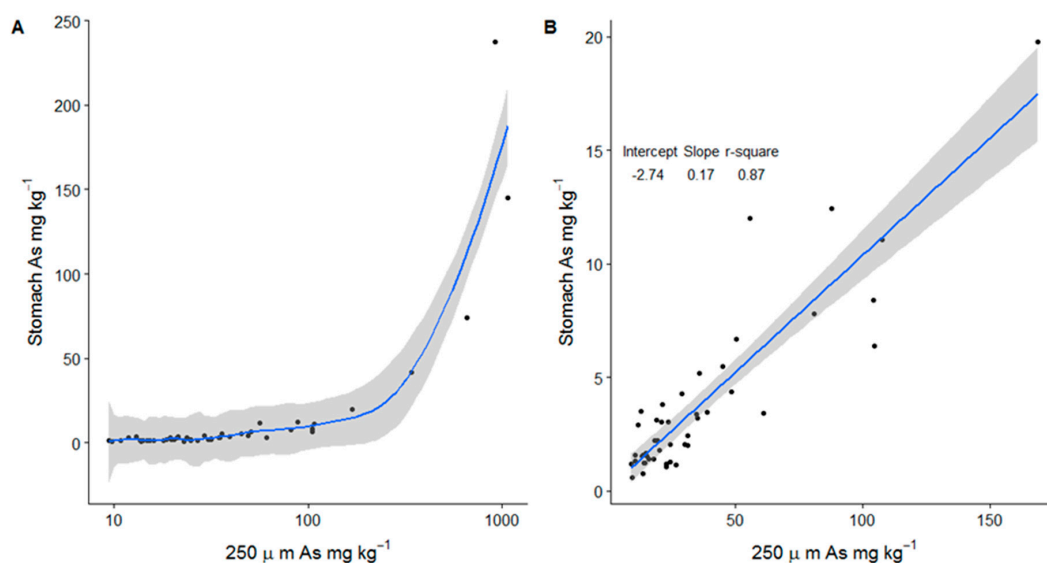 A
250
200
150
100
50
0
Stomach As mg kg⁻¹
10 100 1000
250 μ m As mg kg⁻¹
B
20
15
10
5
0
Stomach As mg kg⁻¹
Intercept Slope r-square
-2.74 0.17 0.87
50 100 150
250 μ m As mg kg⁻¹